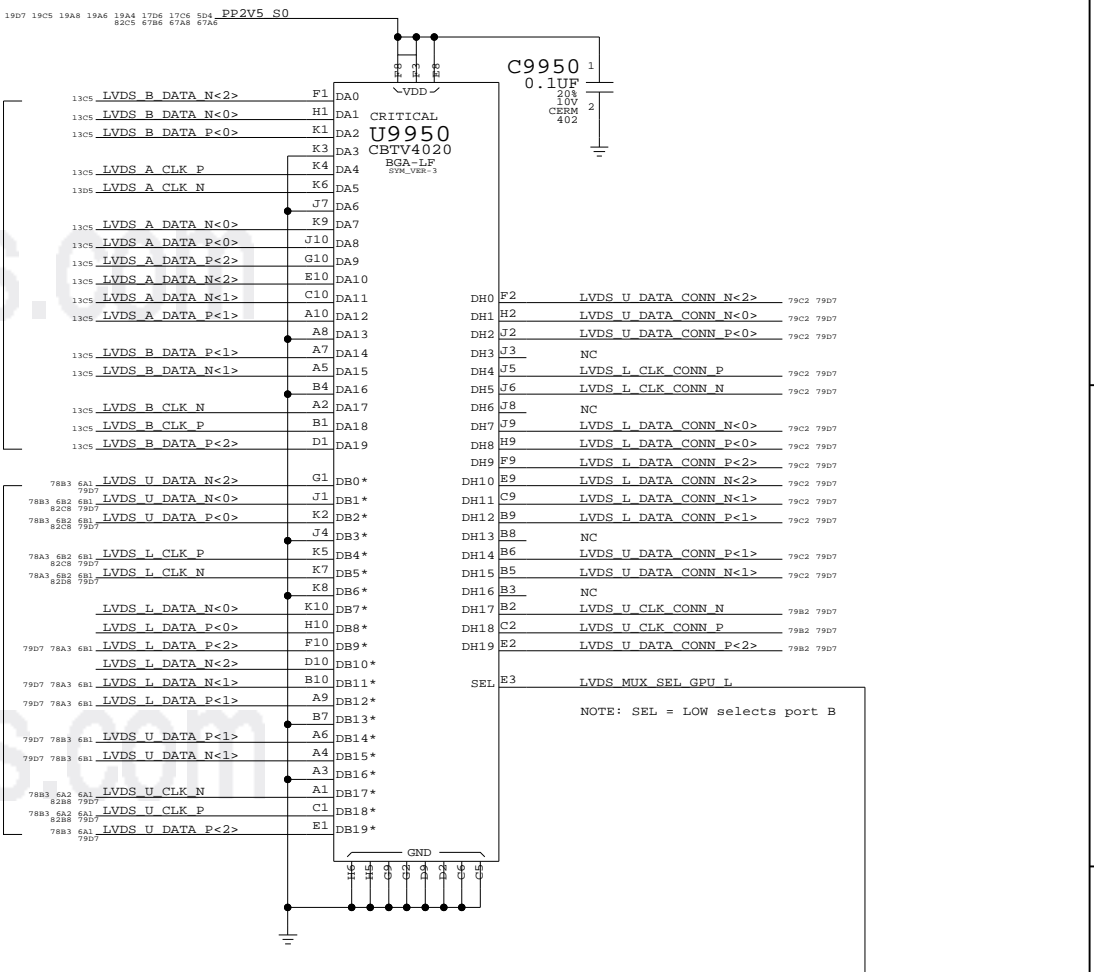 19D7 19C5 19A8 19A6 19A4 17D6 17C6 5D4 PP2V5_S0
82C5 67B6 67A8 67A6
F8 F3 E8
VDD
C9950 1
0.1UF
20%
10V
CERM
402
2
CRITICAL
U9950
CBTV4020
BGA-LF
SYM_VER-3
13C5 LVDS_B_DATA_N<2> F1 DA0
13C5 LVDS_B_DATA_N<0> H1 DA1
13C5 LVDS_B_DATA_P<0> K1 DA2
K3 DA3
13C5 LVDS_A_CLK_P K4 DA4
13D5 LVDS_A_CLK_N K6 DA5
J7 DA6
13C5 LVDS_A_DATA_N<0> K9 DA7
13C5 LVDS_A_DATA_P<0> J10 DA8
13C5 LVDS_A_DATA_P<2> G10 DA9
13C5 LVDS_A_DATA_N<2> E10 DA10
13C5 LVDS_A_DATA_N<1> C10 DA11
13C5 LVDS_A_DATA_P<1> A10 DA12
A8 DA13
13C5 LVDS_B_DATA_P<1> A7 DA14
13C5 LVDS_B_DATA_N<1> A5 DA15
B4 DA16
13C5 LVDS_B_CLK_N A2 DA17
13C5 LVDS_B_CLK_P B1 DA18
13C5 LVDS_B_DATA_P<2> D1 DA19
78B3 6A1 LVDS_U_DATA_N<2> G1 DB0*
79D7
78B3 6B2 6B1 LVDS_U_DATA_N<0> J1 DB1*
82C8 79D7
78B3 6B2 6B1 LVDS_U_DATA_P<0> K2 DB2*
82C8 79D7
J4 DB3*
78A3 6B2 6B1 LVDS_L_CLK_P K5 DB4*
82C8 79D7
78A3 6B2 6B1 LVDS_L_CLK_N K7 DB5*
82D8 79D7
K8 DB6*
LVDS_L_DATA_N<0> K10 DB7*
LVDS_L_DATA_P<0> H10 DB8*
79D7 78A3 6B1 LVDS_L_DATA_P<2> F10 DB9*
LVDS_L_DATA_N<2> D10 DB10*
79D7 78A3 6B1 LVDS_L_DATA_N<1> B10 DB11*
79D7 78A3 6B1 LVDS_L_DATA_P<1> A9 DB12*
B7 DB13*
79D7 78B3 6B1 LVDS_U_DATA_P<1> A6 DB14*
79D7 78B3 6B1 LVDS_U_DATA_N<1> A4 DB15*
A3 DB16*
78B3 6A2 6A1 LVDS_U_CLK_N A1 DB17*
82B8 79D7
78B3 6A2 6A1 LVDS_U_CLK_P C1 DB18*
82B8 79D7
78B3 6A1 LVDS_U_DATA_P<2> E1 DB19*
79D7
DH0 F2 LVDS_U_DATA_CONN_N<2> 79C2 79D7
DH1 H2 LVDS_U_DATA_CONN_N<0> 79C2 79D7
DH2 J2 LVDS_U_DATA_CONN_P<0> 79C2 79D7
DH3 J3 NC
DH4 J5 LVDS_L_CLK_CONN_P 79C2 79D7
DH5 J6 LVDS_L_CLK_CONN_N 79C2 79D7
DH6 J8 NC
DH7 J9 LVDS_L_DATA_CONN_N<0> 79C2 79D7
DH8 H9 LVDS_L_DATA_CONN_P<0> 79C2 79D7
DH9 F9 LVDS_L_DATA_CONN_P<2> 79C2 79D7
DH10 E9 LVDS_L_DATA_CONN_N<2> 79C2 79D7
DH11 C9 LVDS_L_DATA_CONN_N<1> 79C2 79D7
DH12 B9 LVDS_L_DATA_CONN_P<1> 79C2 79D7
DH13 B8 NC
DH14 B6 LVDS_U_DATA_CONN_P<1> 79C2 79D7
DH15 B5 LVDS_U_DATA_CONN_N<1> 79C2 79D7
DH16 B3 NC
DH17 B2 LVDS_U_CLK_CONN_N 79B2 79D7
DH18 C2 LVDS_U_CLK_CONN_P 79B2 79D7
DH19 E2 LVDS_U_DATA_CONN_P<2> 79B2 79D7
SEL E3 LVDS_MUX_SEL_GPU_L
NOTE: SEL = LOW selects port B
GND
H6 H5 G9 G2 D9 D2 C6 C5
s.com
s.com